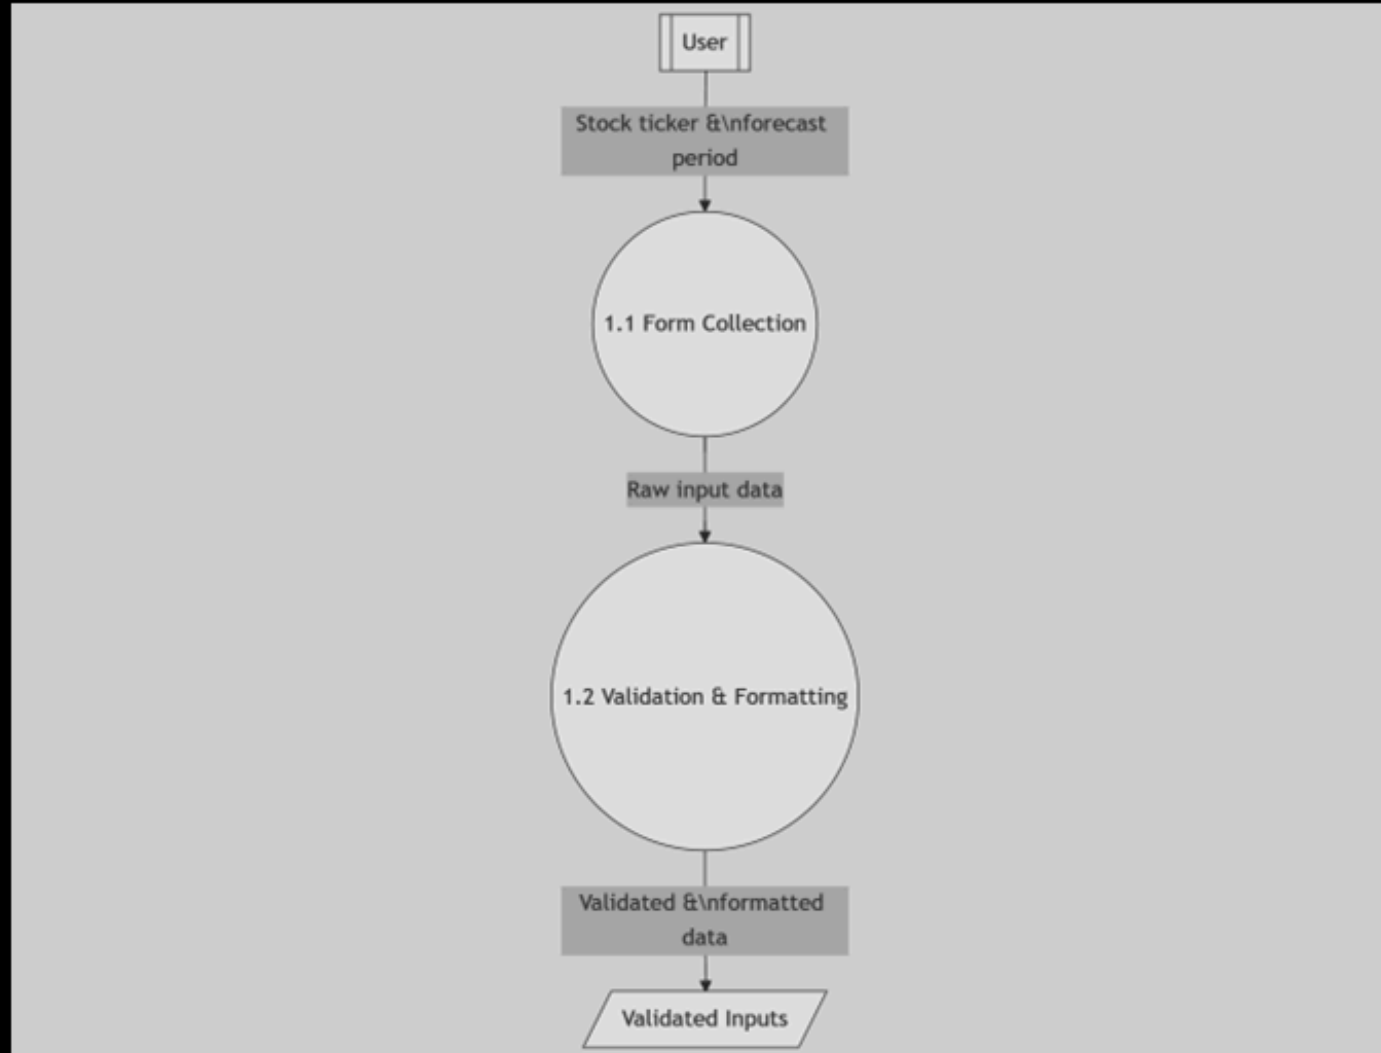 User
Stock ticker &\nforecast
period
1.1 Form Collection
Raw input data
1.2 Validation & Formatting
Validated &\nformatted
data
Validated Inputs